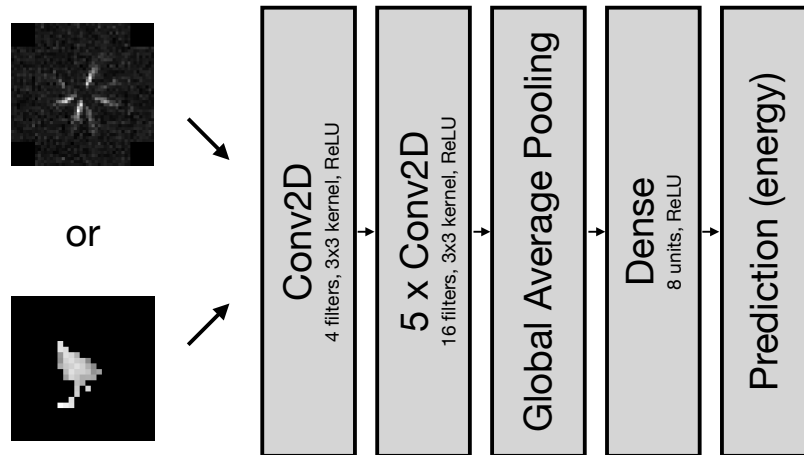 or
Conv2D
4 filters, 3x3 kernel, ReLU
5 x Conv2D
16 filters, 3x3 kernel, ReLU
Global Average Pooling
Dense
8 units, ReLU
Prediction (energy)